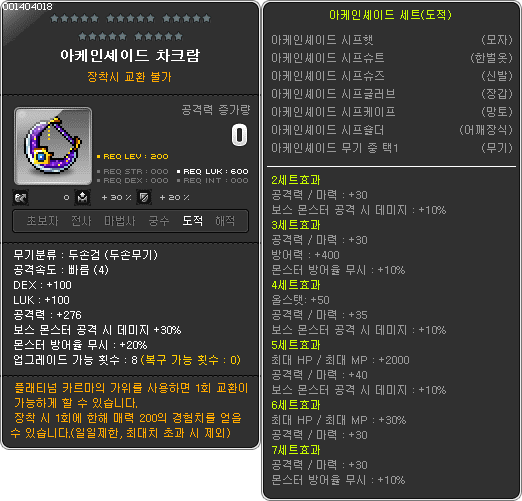 001404018
아케인셰이드 차크람
장착시 교환 불가
공격력 증가량
0
REQ LEV : 200
REQ STR : 000
REQ LUK : 600
REQ DEX : 000
REQ INT : 000
0
+ 30 %
+ 20 %
초보자 전사 마법사 궁수 도적 해적
무기분류 : 두손검 (두손무기)
공격속도 : 빠름 (4)
DEX : +100
LUK : +100
공격력 : +276
보스 몬스터 공격 시 데미지 +30%
몬스터 방어율 무시 : +20%
업그레이드 가능 횟수 : 8 (복구 가능 횟수 : 0)
플래티넘 카르마의 가위를 사용하면 1회 교환이
가능하게 할 수 있습니다.
장착 시 1회에 한해 매력 200의 경험치를 얻을
수 있습니다.(일일제한, 최대치 초과 시 제외)
아케인셰이드 세트(도적)
아케인셰이드 시프햇 (모자)
아케인셰이드 시프슈트 (한벌옷)
아케인셰이드 시프슈즈 (신발)
아케인셰이드 시프글러브 (장갑)
아케인셰이드 시프케이프 (망토)
아케인셰이드 시프숄더 (어깨장식)
아케인셰이드 무기 중 택1 (무기)
2세트효과
공격력 / 마력 : +30
보스 몬스터 공격 시 데미지 : +10%
3세트효과
공격력 / 마력 : +30
방어력 : +400
몬스터 방어율 무시 : +10%
4세트효과
올스탯: +50
공격력 / 마력 : +35
보스 몬스터 공격 시 데미지 : +10%
5세트효과
최대 HP / 최대 MP : +2000
공격력 / 마력 : +40
보스 몬스터 공격 시 데미지 : +10%
6세트효과
최대 HP / 최대 MP : +30%
공격력 / 마력 : +30
7세트효과
공격력 / 마력 : +30
몬스터 방어율 무시 : +10%